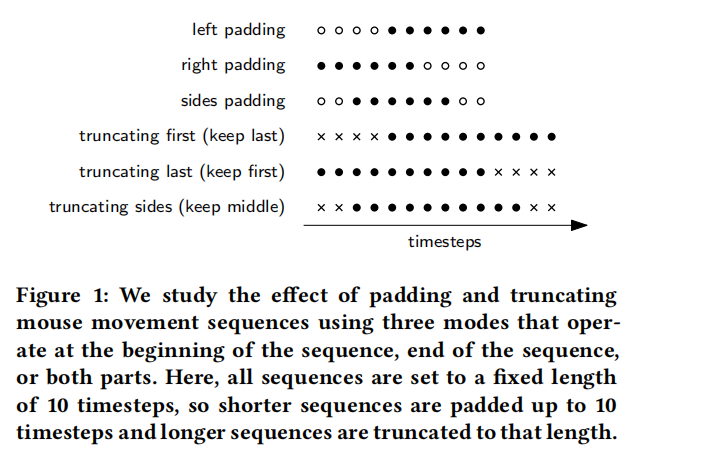 left padding
right padding
sides padding
truncating first (keep last)
truncating last (keep first)
truncating sides (keep middle)
timesteps
Figure 1: We study the effect of padding and truncating
mouse movement sequences using three modes that oper-
ate at the beginning of the sequence, end of the sequence,
or both parts. Here, all sequences are set to a fixed length
of 10 timesteps, so shorter sequences are padded up to 10
timesteps and longer sequences are truncated to that length.